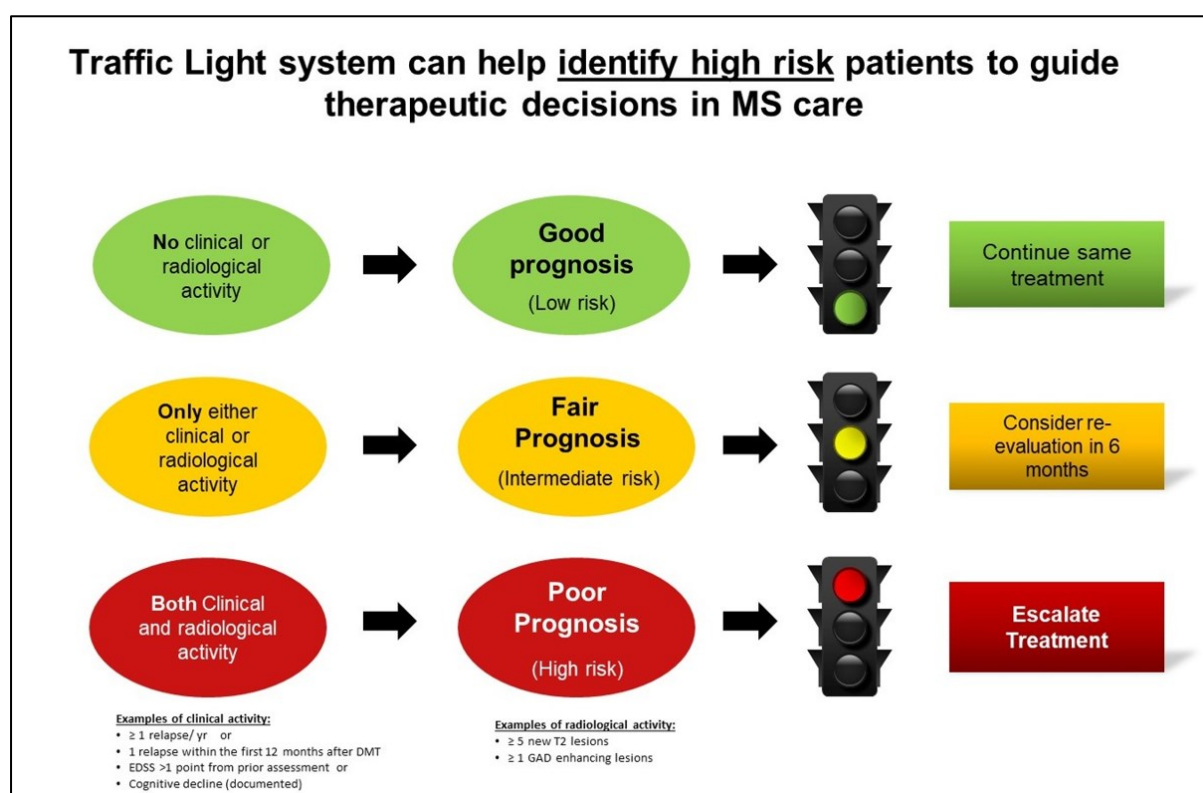 Traffic Light system can help identify high risk patients to guide
therapeutic decisions in MS care
No clinical or
radiological
activity
Good
prognosis
(Low risk)
Continue same
treatment
Only either
clinical or
radiological
activity
Fair
Prognosis
(Intermediate risk)
Consider re-
evaluation in 6
months
Both Clinical
and radiological
activity
Poor
Prognosis
(High risk)
Escalate
Treatment
Examples of clinical activity:
• ≥ 1 relapse/ yr or
• 1 relapse within the first 12 months after DMT
• EDSS >1 point from prior assessment or
• Cognitive decline (documented)
Examples of radiological activity:
• ≥ 5 new T2 lesions
• ≥ 1 GAD enhancing lesions